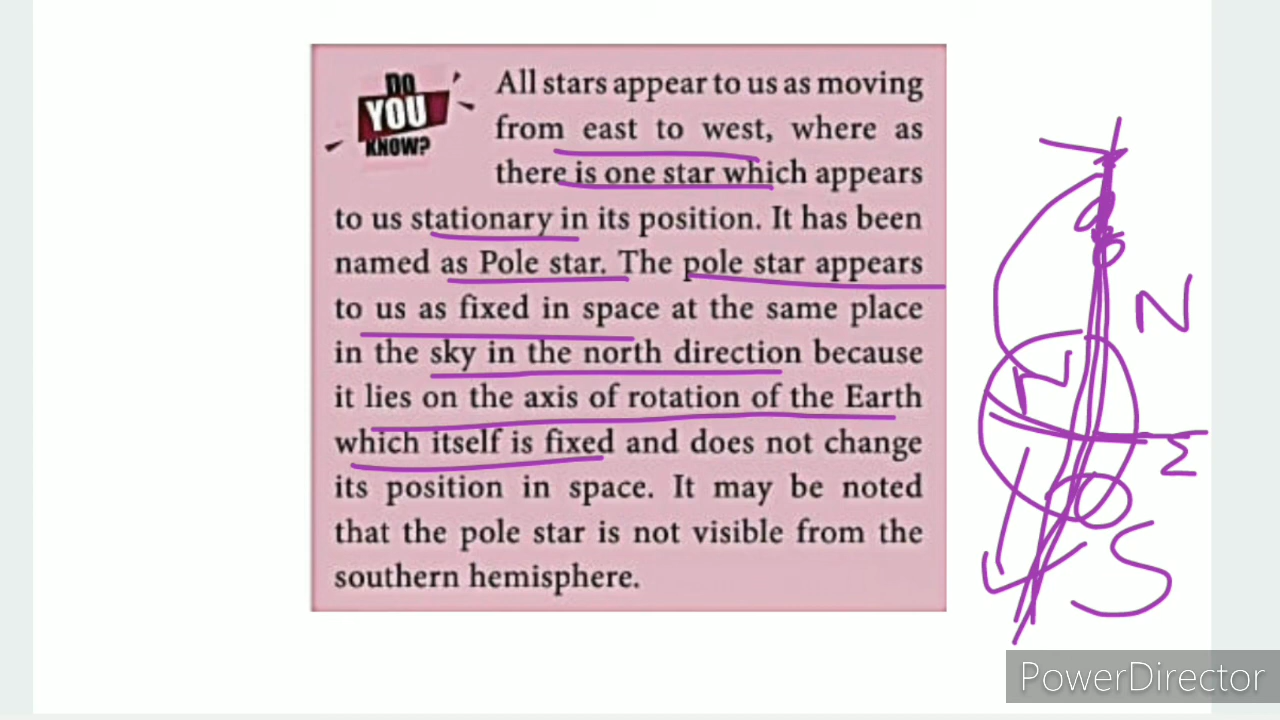 DO
YOU
KNOW?
All stars appear to us as moving
from east to west, where as
there is one star which appears
to us stationary in its position. It has been
named as Pole star. The pole star appears
to us as fixed in space at the same place
in the sky in the north direction because
it lies on the axis of rotation of the Earth
which itself is fixed and does not change
its position in space. It may be noted
that the pole star is not visible from the
southern hemisphere.
N
N
S
PowerDirector